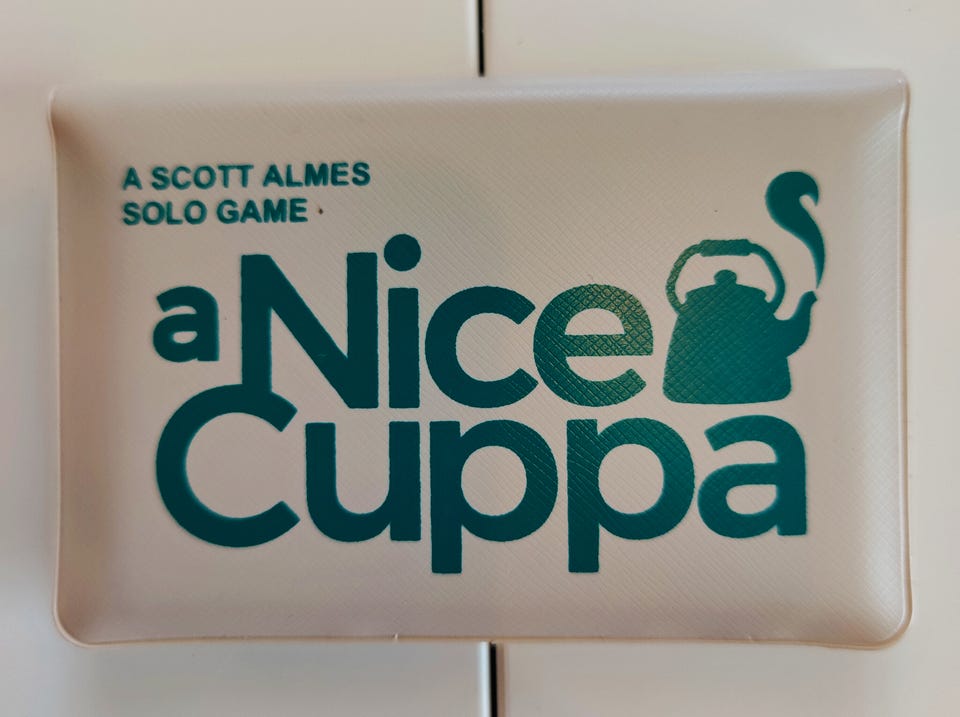 A SCOTT ALMES
SOLO GAME
a Nice
Cuppa